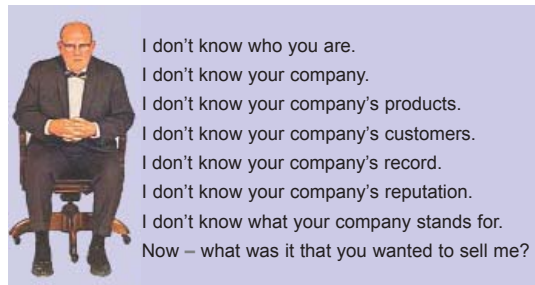 I don’t know who you are.
I don’t know your company.
I don’t know your company’s products.
I don’t know your company’s customers.
I don’t know your company’s record.
I don’t know your company’s reputation.
I don’t know what your company stands for.
Now – what was it that you wanted to sell me?